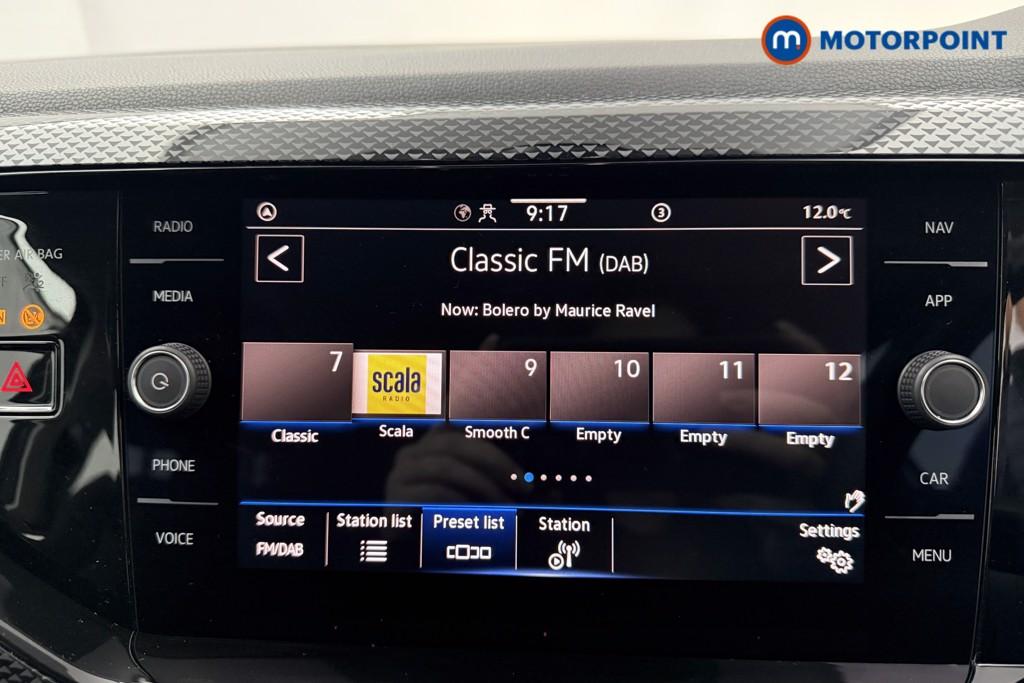 m MOTORPOINT
RADIO
MEDIA
AIR BAG
PHONE
VOICE
9:17
3
12.0°C
<
Classic FM (DAB)
>
Now: Bolero by Maurice Ravel
7
scala
RADIO
9
10
11
12
Classic
Scala
Smooth C
Empty
Empty
Empty
Source
FM/DAB
Station list
Preset list
Station
Settings
NAV
APP
CAR
MENU